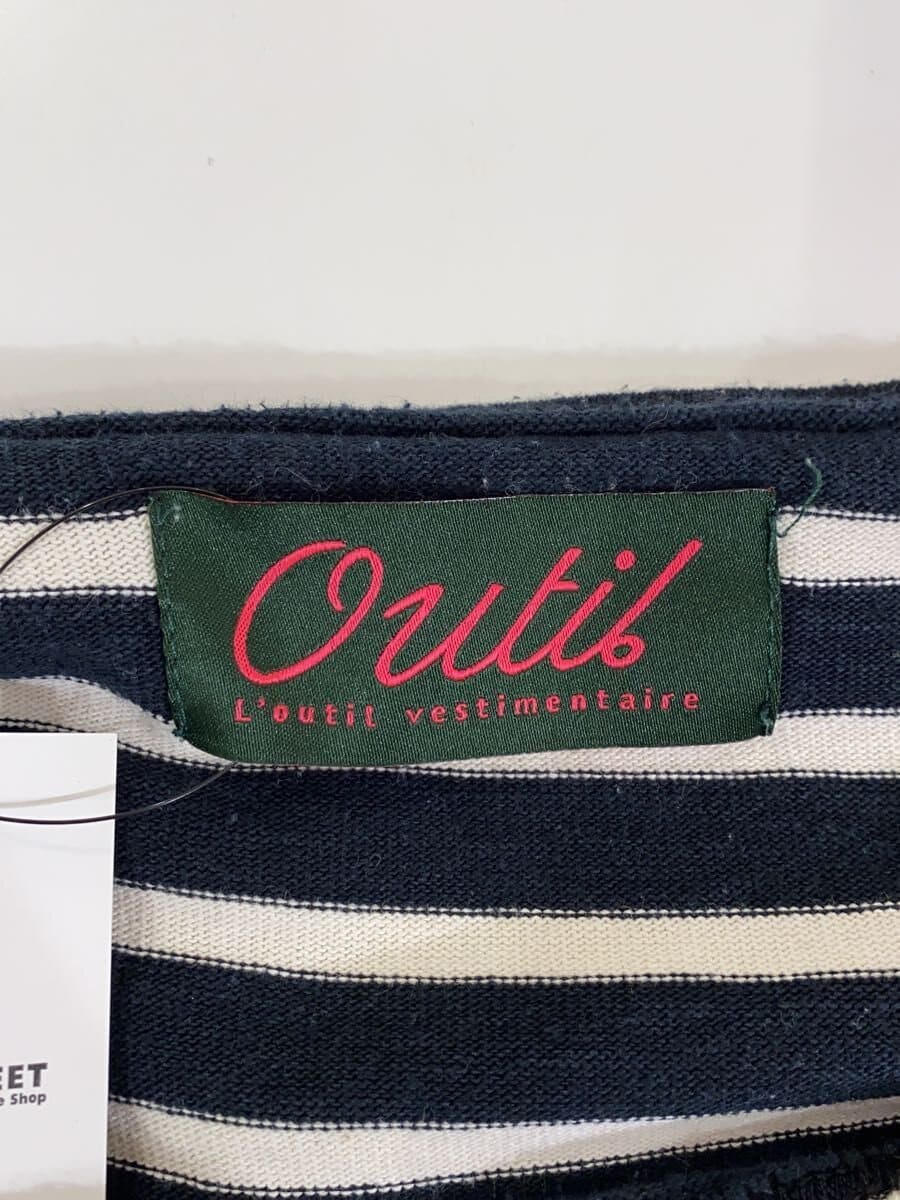 Outil
L'outil vestimentaire
EET
e Shop